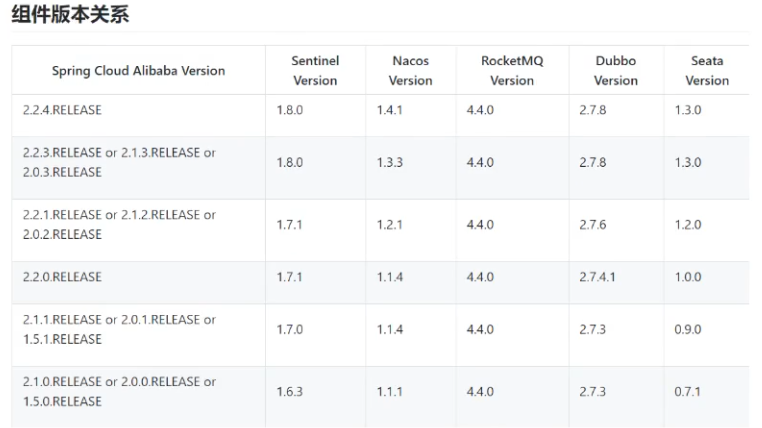 组件版本关系
Spring Cloud Alibaba Version Sentinel Version Nacos Version RocketMQ Version Dubbo Version Seata Version
2.2.4.RELEASE 1.8.0 1.4.1 4.4.0 2.7.8 1.3.0
2.2.3.RELEASE or 2.1.3.RELEASE or
2.0.3.RELEASE 1.8.0 1.3.3 4.4.0 2.7.8 1.3.0
2.2.1.RELEASE or 2.1.2.RELEASE or
2.0.2.RELEASE 1.7.1 1.2.1 4.4.0 2.7.6 1.2.0
2.2.0.RELEASE 1.7.1 1.1.4 4.4.0 2.7.4.1 1.0.0
2.1.1.RELEASE or 2.0.1.RELEASE or
1.5.1.RELEASE 1.7.0 1.1.4 4.4.0 2.7.3 0.9.0
2.1.0.RELEASE or 2.0.0.RELEASE or
1.5.0.RELEASE 1.6.3 1.1.1 4.4.0 2.7.3 0.7.1